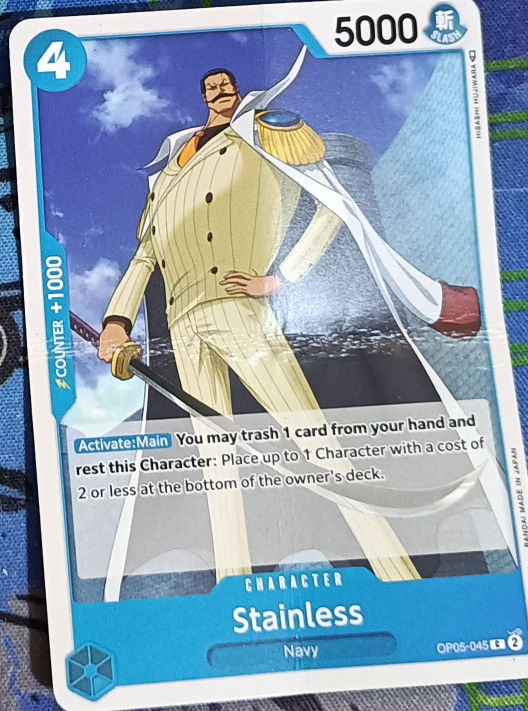 4
5000
斬
SLASH
HISASHI HUJIWARA
COUNTER +1000
Activate:Main You may trash 1 card from your hand and
rest this Character: Place up to 1 Character with a cost of
2 or less at the bottom of the owner's deck.
BANDAI MADE IN JAPAN
CHARACTER
Stainless
Navy
OP05-045 C 2